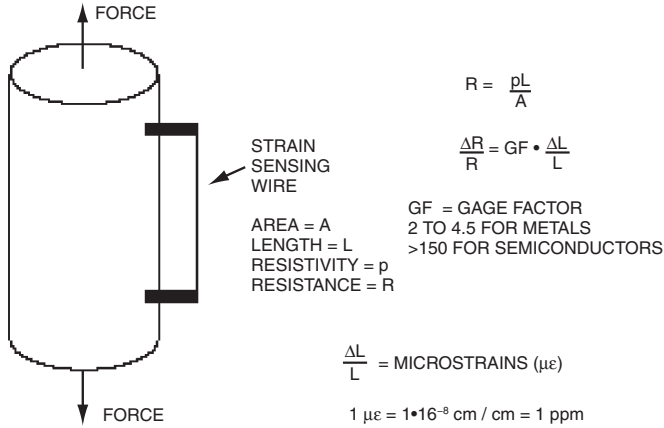 FORCE
STRAIN
SENSING
WIRE
AREA = A
LENGTH = L
RESISTIVITY = p
RESISTANCE = R
FORCE
R = pL
A
ΔR
R
= GF • ΔL
L
GF = GAGE FACTOR
2 TO 4.5 FOR METALS
>150 FOR SEMICONDUCTORS
ΔL
L
= MICROSTRAINS (με)
1 με = 1•16⁻⁸ cm / cm = 1 ppm